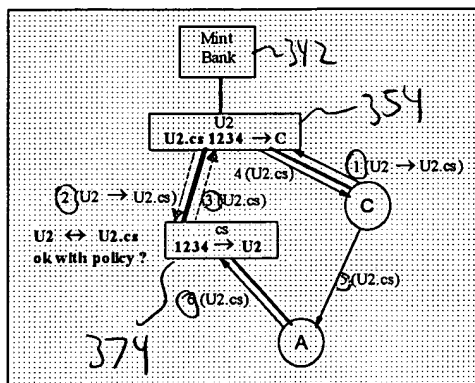 Mint
Bank
342
354
U2
U2.cs 1234 → C
4 (U2.cs)
1 (U2 → U2.cs)
2 (U2 → U2.cs)
3 (U2.cs)
C
U2 ↔ U2.cs
ok with policy ?
cs
1234 → U2
5 (U2.cs)
6 (U2.cs)
374
A